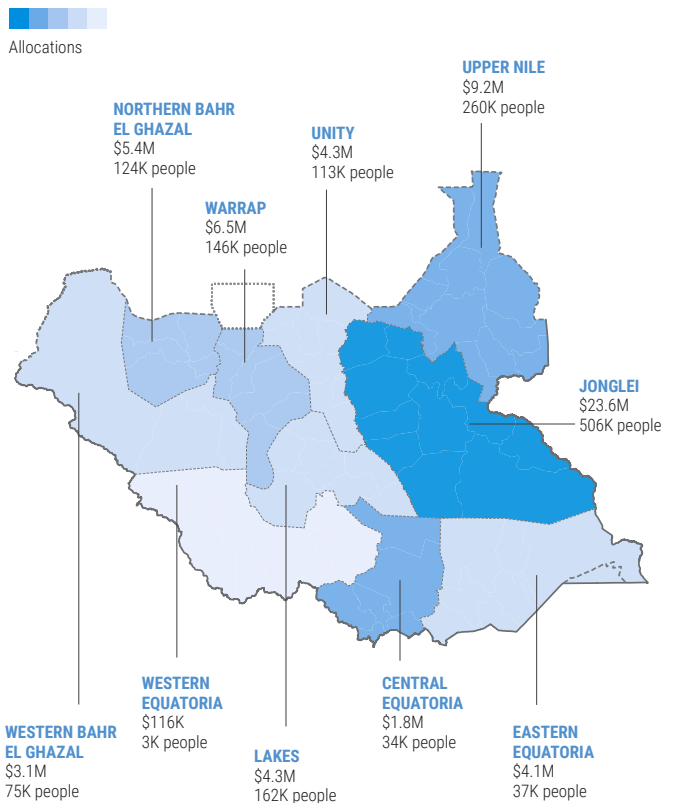 Allocations
UPPER NILE
$9.2M
260K people
NORTHERN BAHR
EL GHAZAL
$5.4M
124K people
UNITY
$4.3M
113K people
WARRAP
$6.5M
146K people
JONGLEI
$23.6M
506K people
WESTERN
EQUATORIA
$116K
3K people
CENTRAL
EQUATORIA
$1.8M
34K people
WESTERN BAHR
EL GHAZAL
$3.1M
75K people
LAKES
$4.3M
162K people
EASTERN
EQUATORIA
$4.1M
37K people